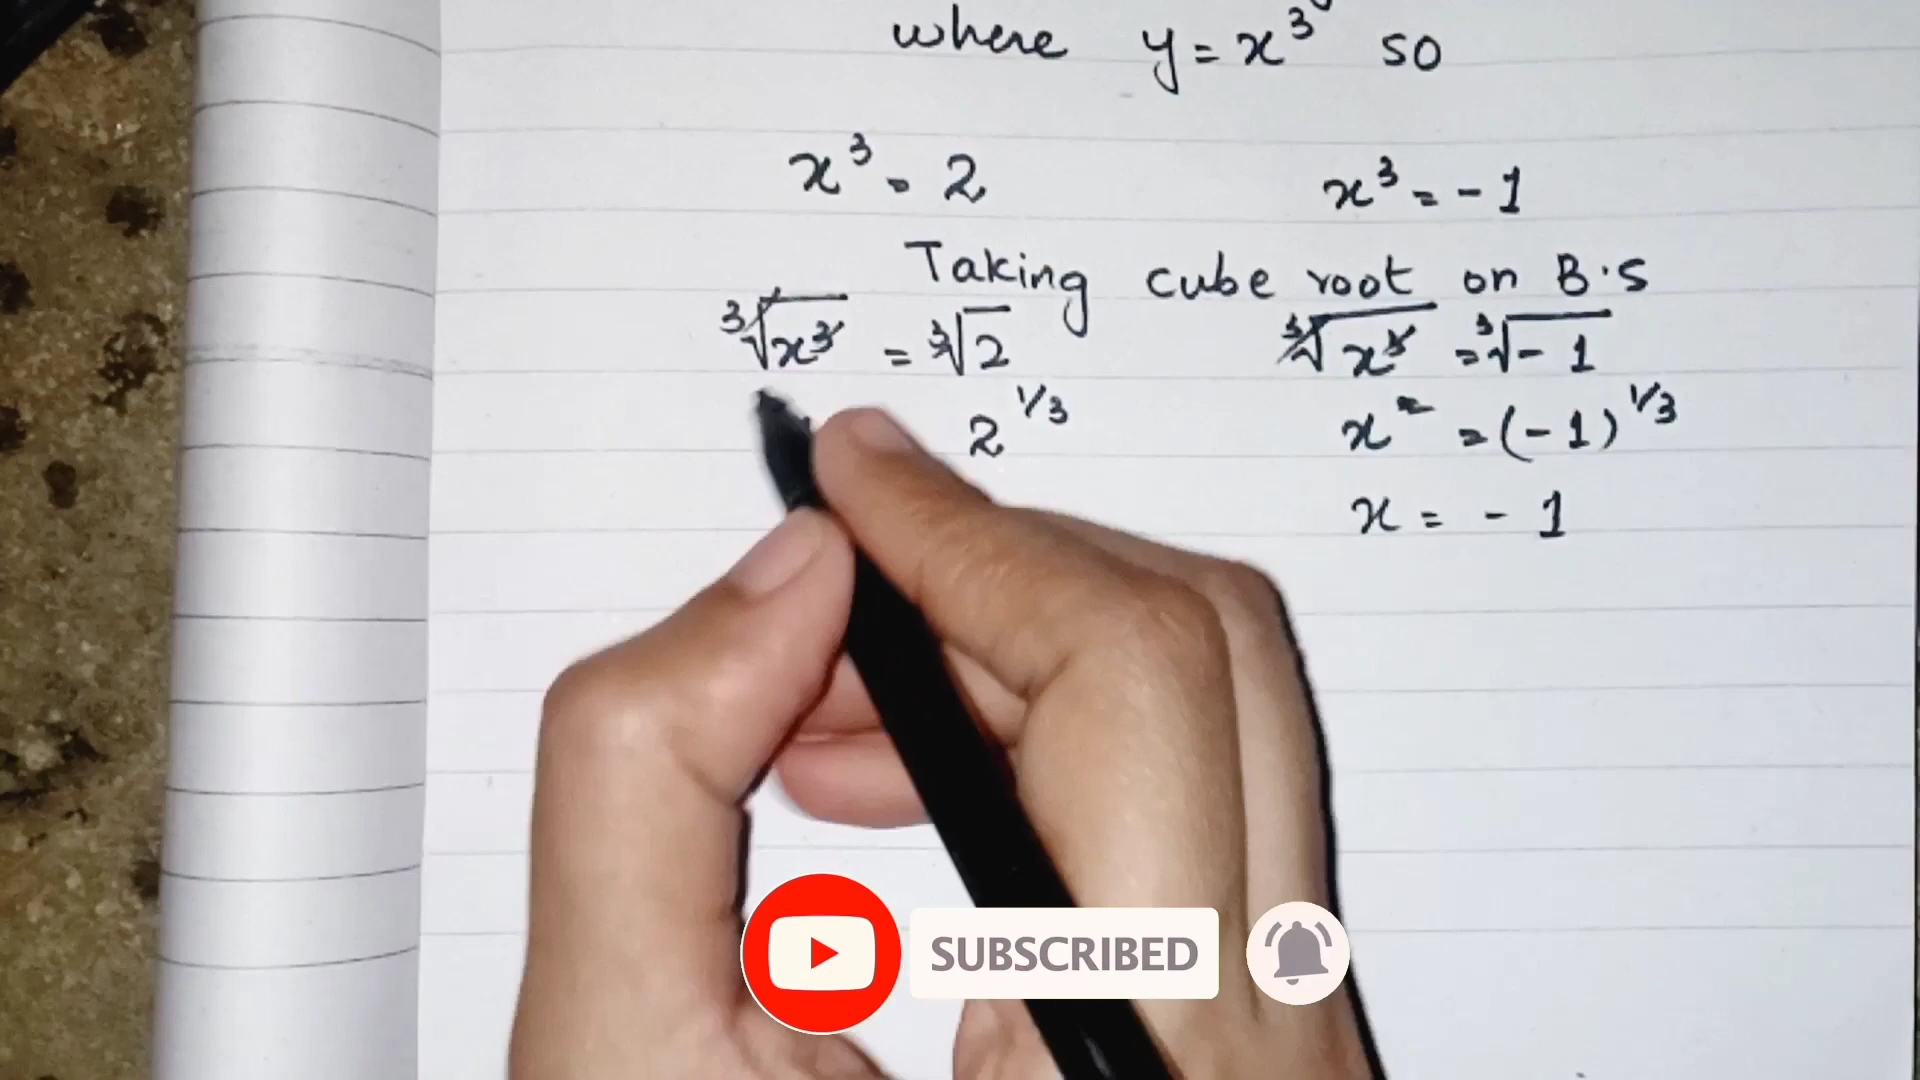 where y = x³ so
x³ = 2 x³ = - 1
Taking cube root on B.S
∛x³ = ∛2 ∛x³ = ∛- 1
2^1/3 x = (- 1)^1/3
x = - 1
SUBSCRIBED